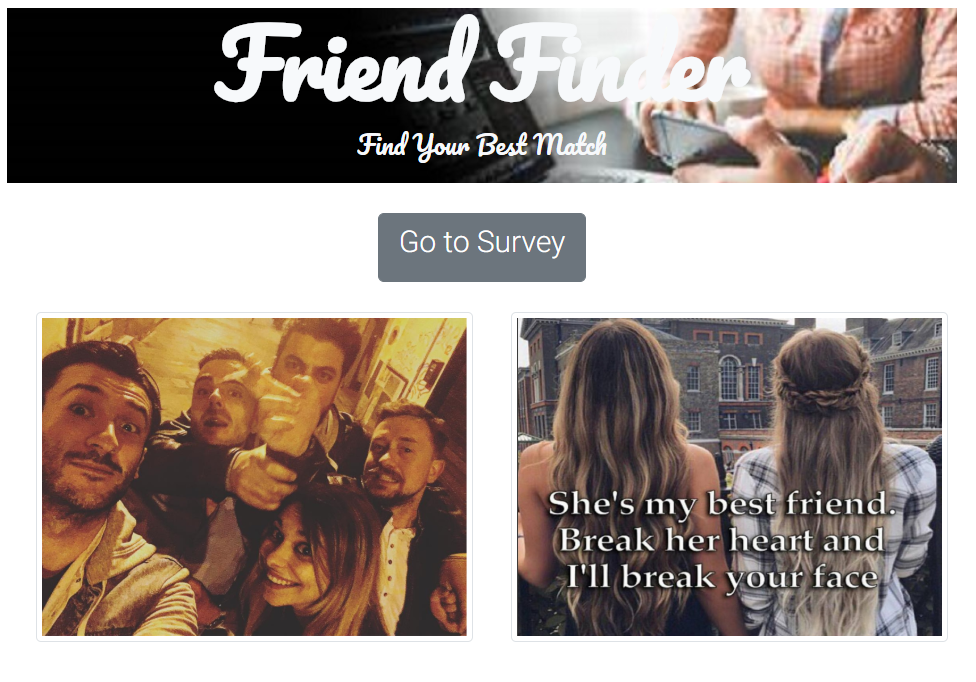 Friend Finder
Find Your Best Match
Go to Survey
She's my best friend.
Break her heart and
I'll break your face